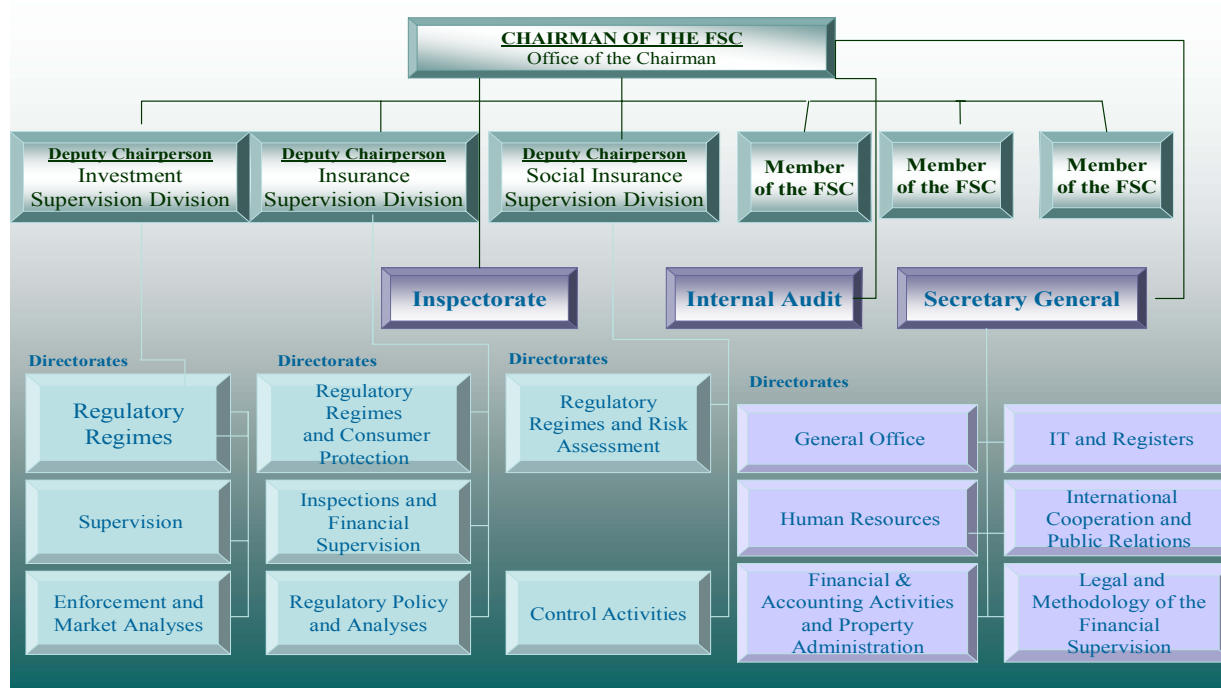 CHAIRMAN OF THE FSC
Office of the Chairman
Deputy Chairperson
Investment
Supervision Division
Deputy Chairperson
Insurance
Supervision Division
Deputy Chairperson
Social Insurance
Supervision Division
Member
of the FSC
Member
of the FSC
Member
of the FSC
Inspectorate
Internal Audit
Secretary General
Directorates
Regulatory
Regimes
Supervision
Enforcement and
Market Analyses
Directorates
Regulatory
Regimes
and Consumer
Protection
Inspections and
Financial
Supervision
Regulatory Policy
and Analyses
Directorates
Regulatory
Regimes and Risk
Assessment
Control Activities
Directorates
General Office
IT and Registers
Human Resources
International
Cooperation and
Public Relations
Financial &
Accounting Activities
and Property
Administration
Legal and
Methodology of the
Financial
Supervision